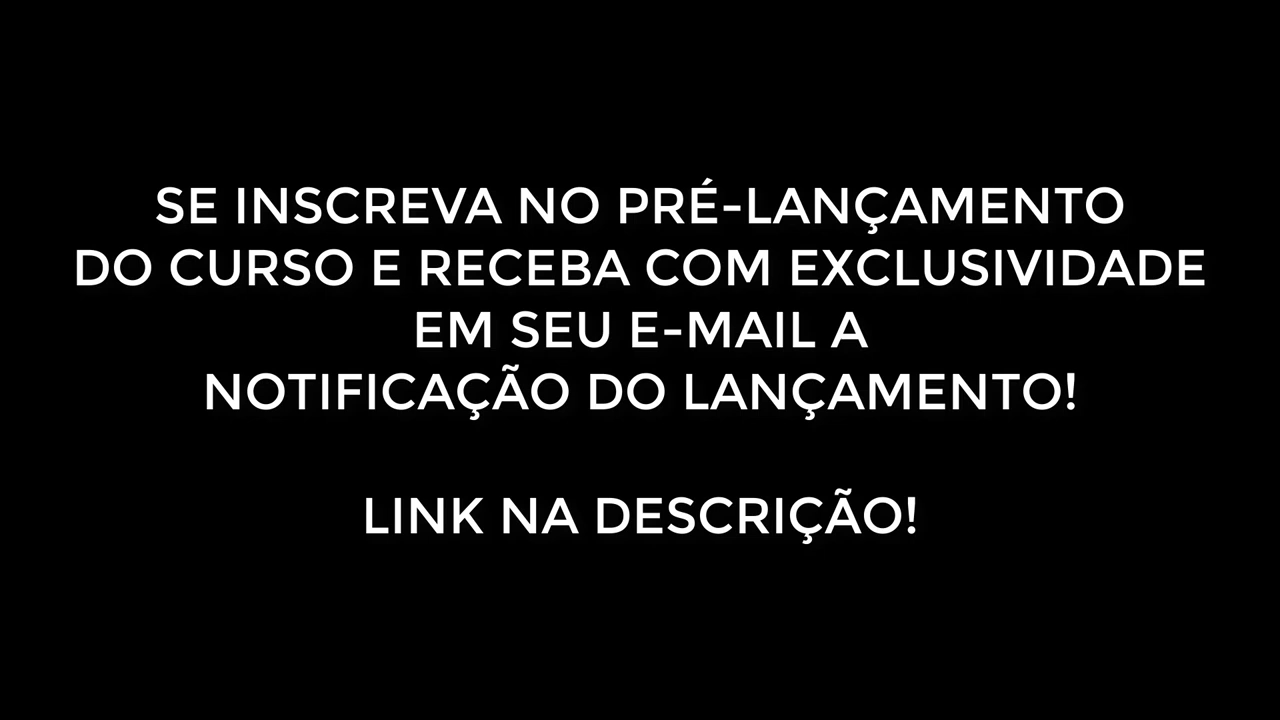 SE INSCREVA NO PRÉ-LANÇAMENTO
DO CURSO E RECEBA COM EXCLUSIVIDADE
EM SEU E-MAIL A
NOTIFICAÇÃO DO LANÇAMENTO!
LINK NA DESCRIÇÃO!